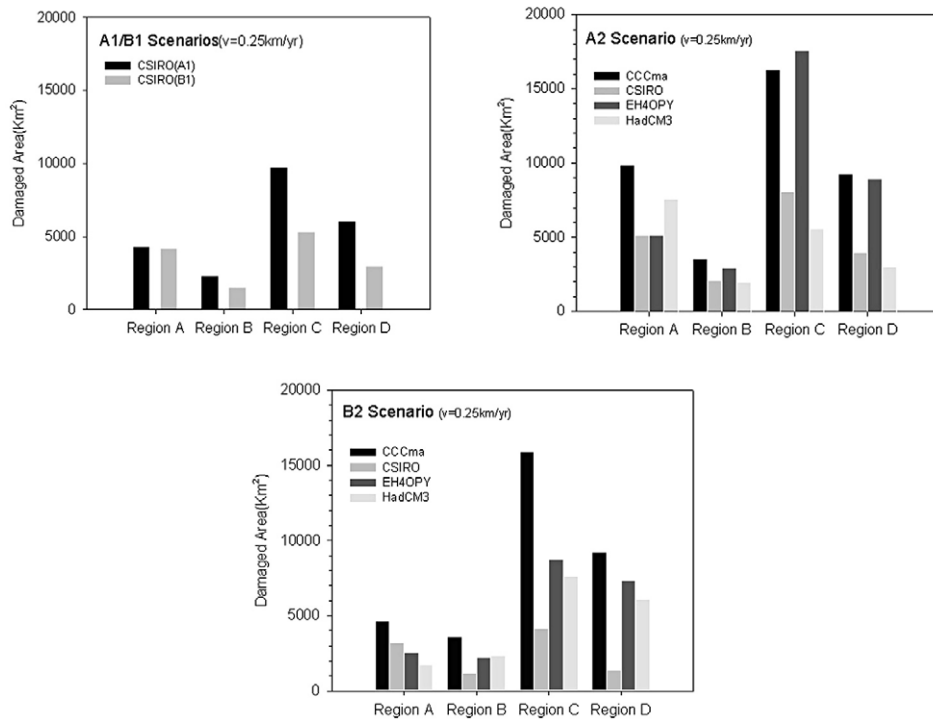 20000
15000
10000
5000
0
Damaged Area(Km²)
A1/B1 Scenarios(v=0.25km/yr)
CSIRO(A1)
CSIRO(B1)
Region A Region B Region C Region D
20000
15000
10000
5000
0
Damaged Area(Km²)
A2 Scenario (v=0.25km/yr)
CCCma
CSIRO
EH4OPY
HadCM3
Region A Region B Region C Region D
20000
15000
10000
5000
0
Damaged Area(Km²)
B2 Scenario (v=0.25km/yr)
CCCma
CSIRO
EH4OPY
HadCM3
Region A Region B Region C Region D